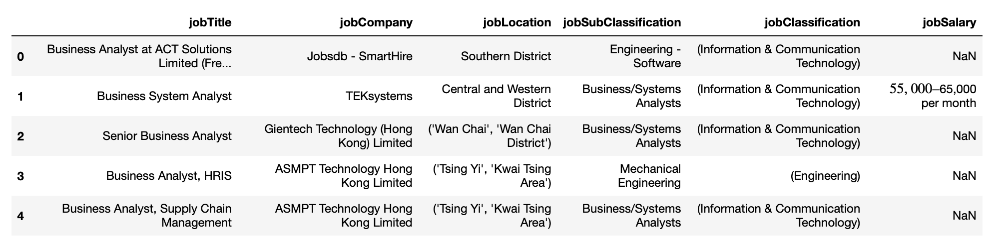 jobTitle jobCompany jobLocation jobSubClassification jobClassification jobSalary
0 Business Analyst at ACT Solutions Limited (Fre... Jobsdb - SmartHire Southern District Engineering - Software (Information & Communication Technology) NaN
1 Business System Analyst TEKsystems Central and Western District Business/Systems Analysts (Information & Communication Technology) 55, 000–65,000 per month
2 Senior Business Analyst Gientech Technology (Hong Kong) Limited ('Wan Chai', 'Wan Chai District') Business/Systems Analysts (Information & Communication Technology) NaN
3 Business Analyst, HRIS ASMPT Technology Hong Kong Limited ('Tsing Yi', 'Kwai Tsing Area') Mechanical Engineering (Engineering) NaN
4 Business Analyst, Supply Chain Management ASMPT Technology Hong Kong Limited ('Tsing Yi', 'Kwai Tsing Area') Business/Systems Analysts (Information & Communication Technology) NaN